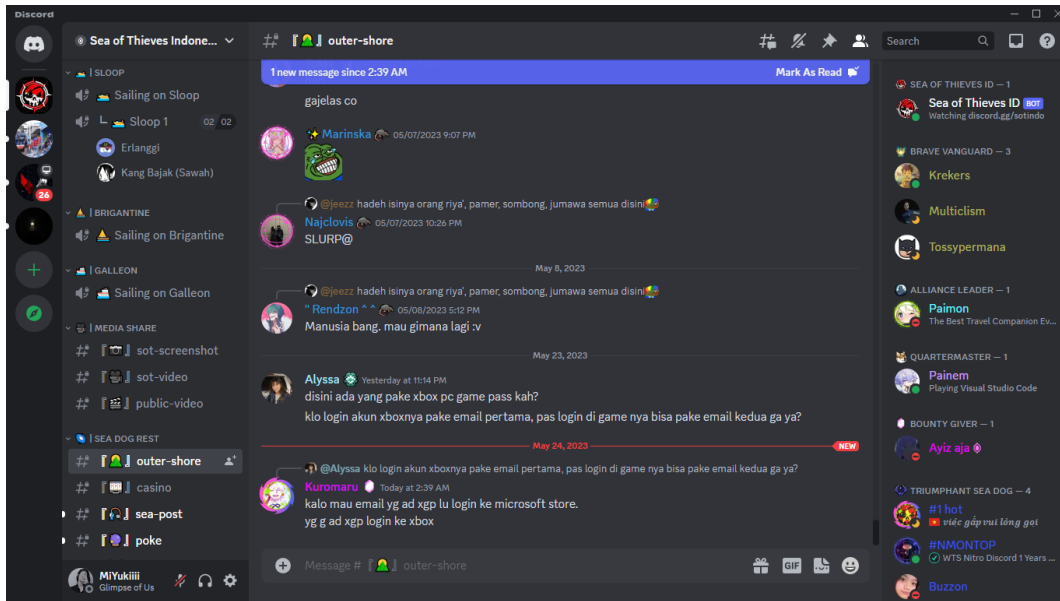 Discord
Sea of Thieves Indone...
SLOOP
Sailing on Sloop
Sloop 1
02 02
Erlanggi
Kang Bajak (Sawah)
BRIGANTINE
Sailing on Brigantine
GALLEON
Sailing on Galleon
MEDIA SHARE
sot-screenshot
sot-video
public-video
SEA DOG REST
outer-shore
casino
sea-post
poke
26
MiYukiiii
Glimpse of Us
outer-shore
Search
1 new message since 2:39 AM
Mark As Read
gajelas co
Marinska 05/07/2023 9:07 PM
@jeezz hadeh isinya orang riya', pamer, sombong, jumawa semua disini
Najclovis 05/07/2023 10:26 PM
SLURP@
May 8, 2023
@jeezz hadeh isinya orang riya', pamer, sombong, jumawa semua disini
" Rendzon ^ ^ 05/08/2023 5:12 PM
Manusia bang. mau gimana lagi :v
May 23, 2023
Alyssa Yesterday at 11:14 PM
disini ada yang pake xbox pc game pass kah?
klo login akun xboxnya pake email pertama, pas login di game nya bisa pake email kedua ga ya?
May 24, 2023
NEW
@Alyssa klo login akun xboxnya pake email pertama, pas login di game nya bisa pake email kedua ga ya?
Kuromaru Today at 2:39 AM
kalo mau email yg ad xgp lu login ke microsoft store.
yg g ad xgp login ke xbox
Message # 『 』 outer-shore
GIF
SEA OF THIEVES ID — 1
Sea of Thieves ID BOT
Watching discord.gg/sotindo
BRAVE VANGUARD — 3
Krekers
Multiclism
Tossypermana
ALLIANCE LEADER — 1
Paimon
The Best Travel Companion Ev...
QUARTERMASTER — 1
Painem
Playing Visual Studio Code
BOUNTY GIVER — 1
Ayiz aja
TRIUMPHANT SEA DOG — 4
#1 hot
việc gấp vui lòng gọi
#NMONTOP
WTS Nitro Discord 1 Years ...
Buzzon